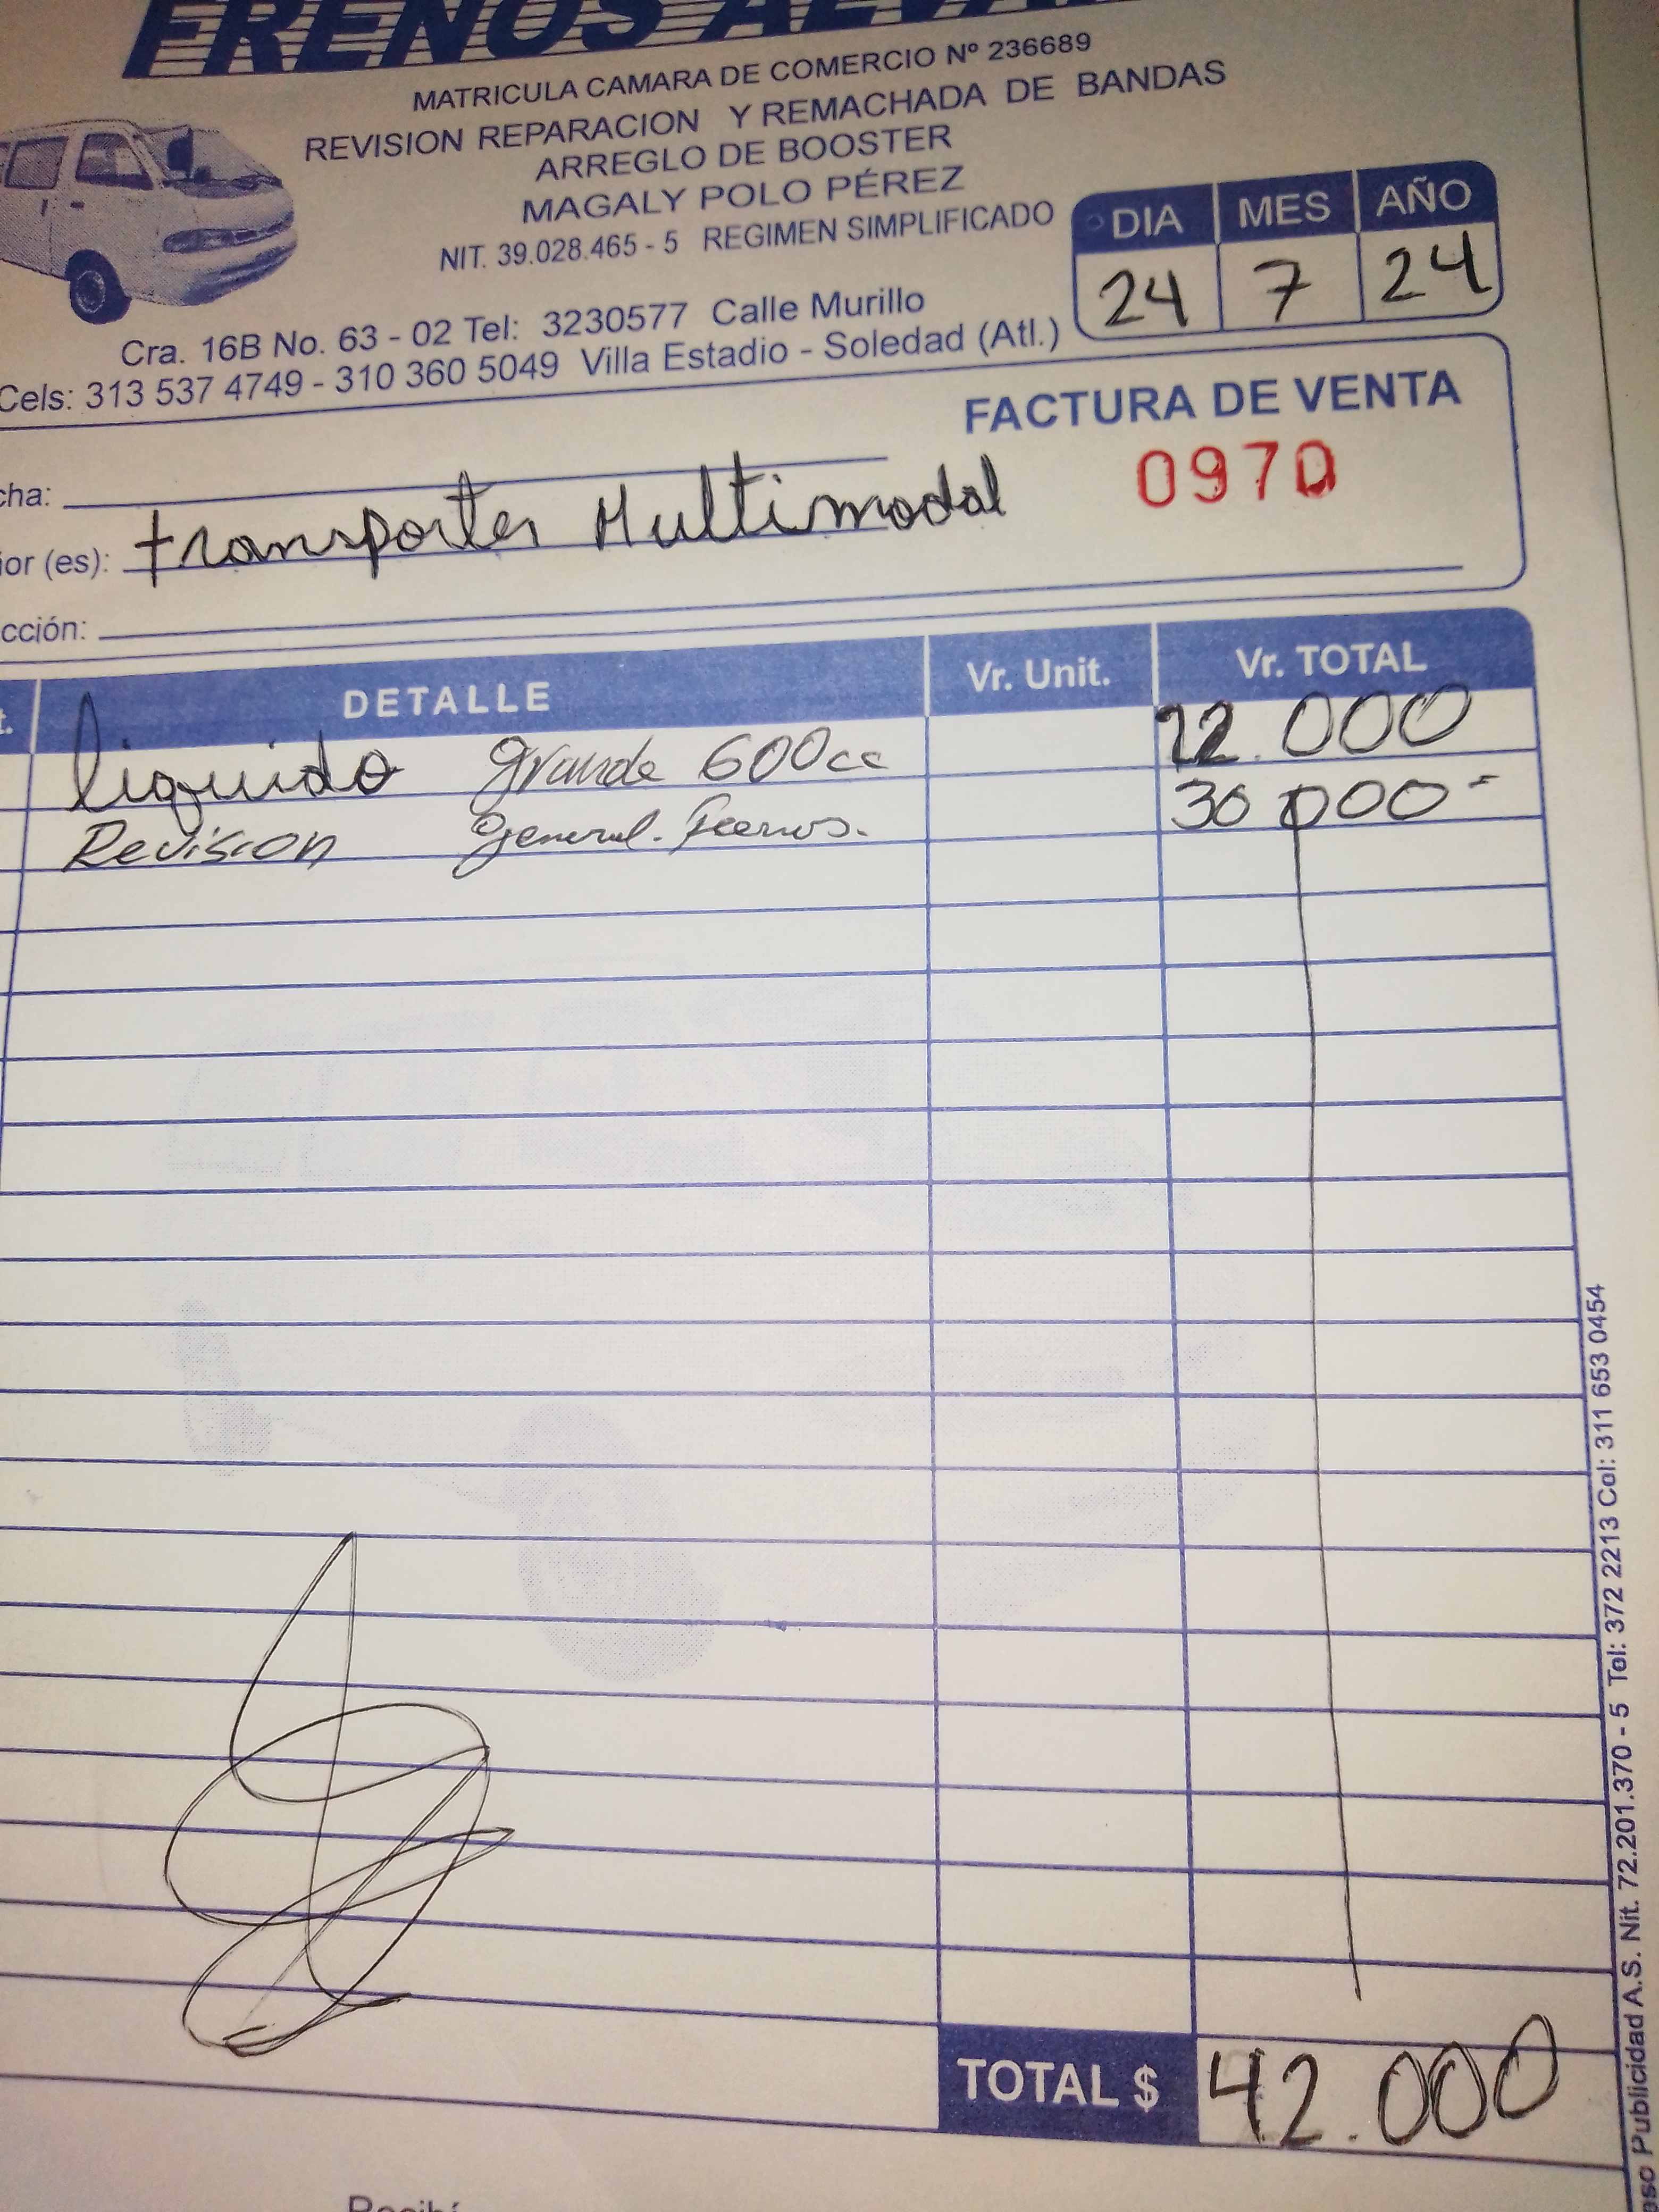 FRENOS ALVA
MATRICULA CAMARA DE COMERCIO Nº 236689
REVISION REPARACION Y REMACHADA DE BANDAS
ARREGLO DE BOOSTER
MAGALY POLO PÉREZ
NIT. 39.028.465 - 5 REGIMEN SIMPLIFICADO
DIA MES AÑO
24 7 24
Cra. 16B No. 63 - 02 Tel: 3230577 Calle Murillo
Cels: 313 537 4749 - 310 360 5049 Villa Estadio - Soledad (Atl.)
FACTURA DE VENTA
0970
cha:
ior (es): transportes Multimodal
cción:
t. DETALLE Vr. Unit. Vr. TOTAL
liquido grande 600cc .000
Revision general. frenos. 30 000-
TOTAL $ 42.000
Recibí
so Publicidad A.S. Nit. 72.201.370 - 5 Tel: 372 2213 Cel: 311 653 0454